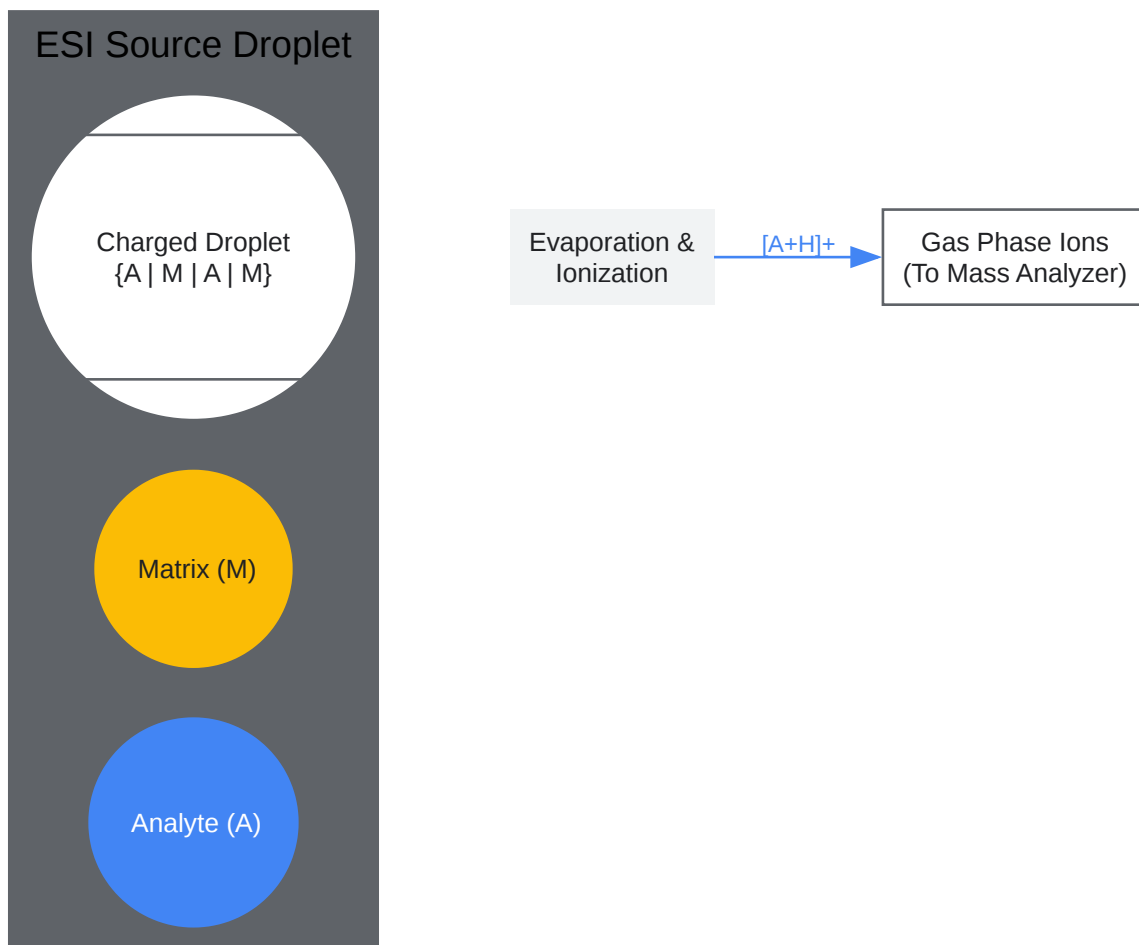 ESI Source Droplet
Charged Droplet
{A | M | A | M}
Evaporation &
Ionization
[A+H]+
Gas Phase Ions
(To Mass Analyzer)
Matrix (M)
Analyte (A)